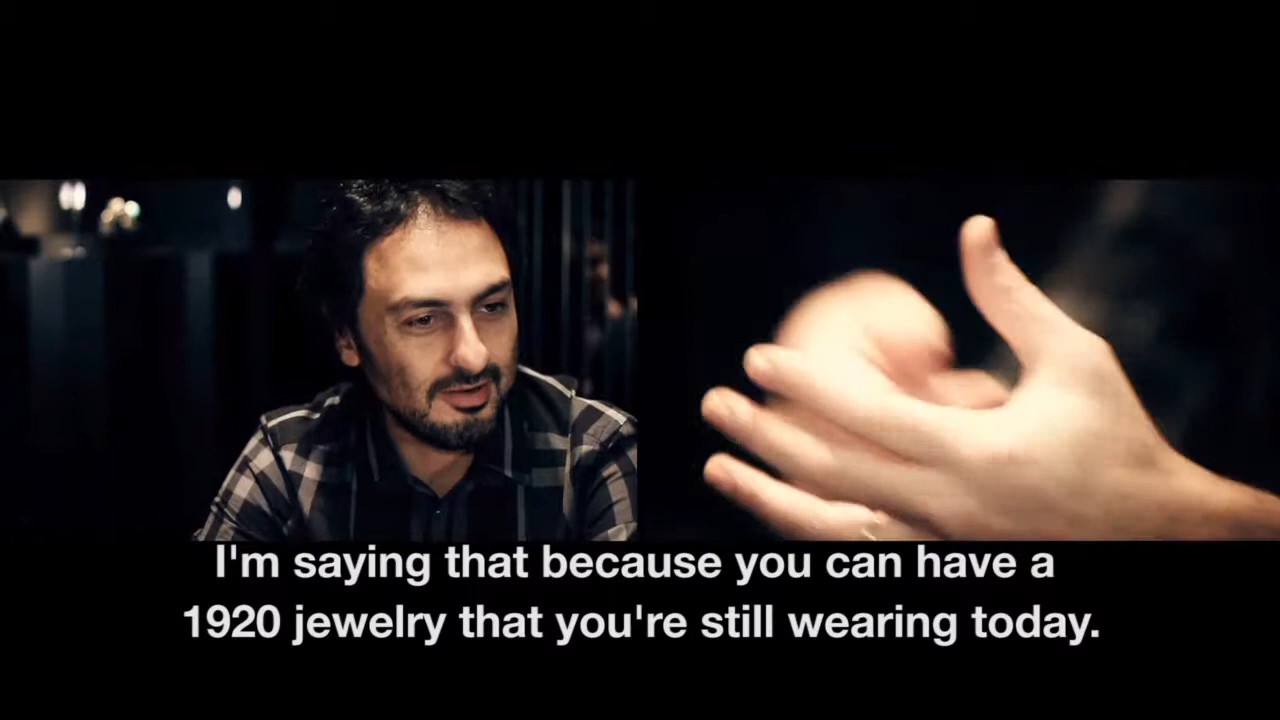 I'm saying that because you can have a
1920 jewelry that you're still wearing today.